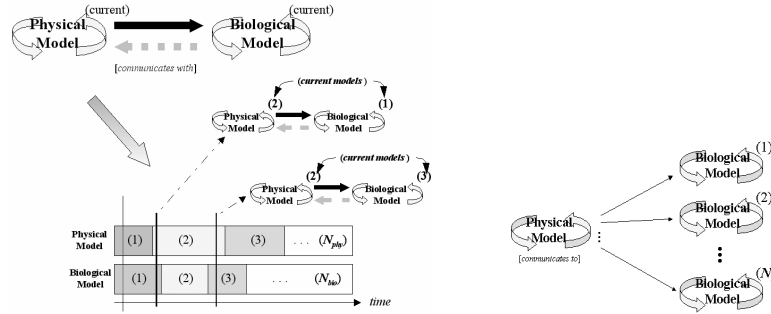 (current)
Physical
Model
(current)
Biological
Model
[communicates with]
(current models)
(2)
(1)
Physical
Model
Biological
Model
(current models)
(2)
(3)
Physical
Model
Biological
Model
Physical
Model
(1)
(2)
(3)
. . . (Nphy)
Biological
Model
(1)
(2)
(3)
. . . (Nbio)
time
Physical
Model
[communicates to]
Biological
Model
(1)
Biological
Model
(2)
Biological
Model
(N